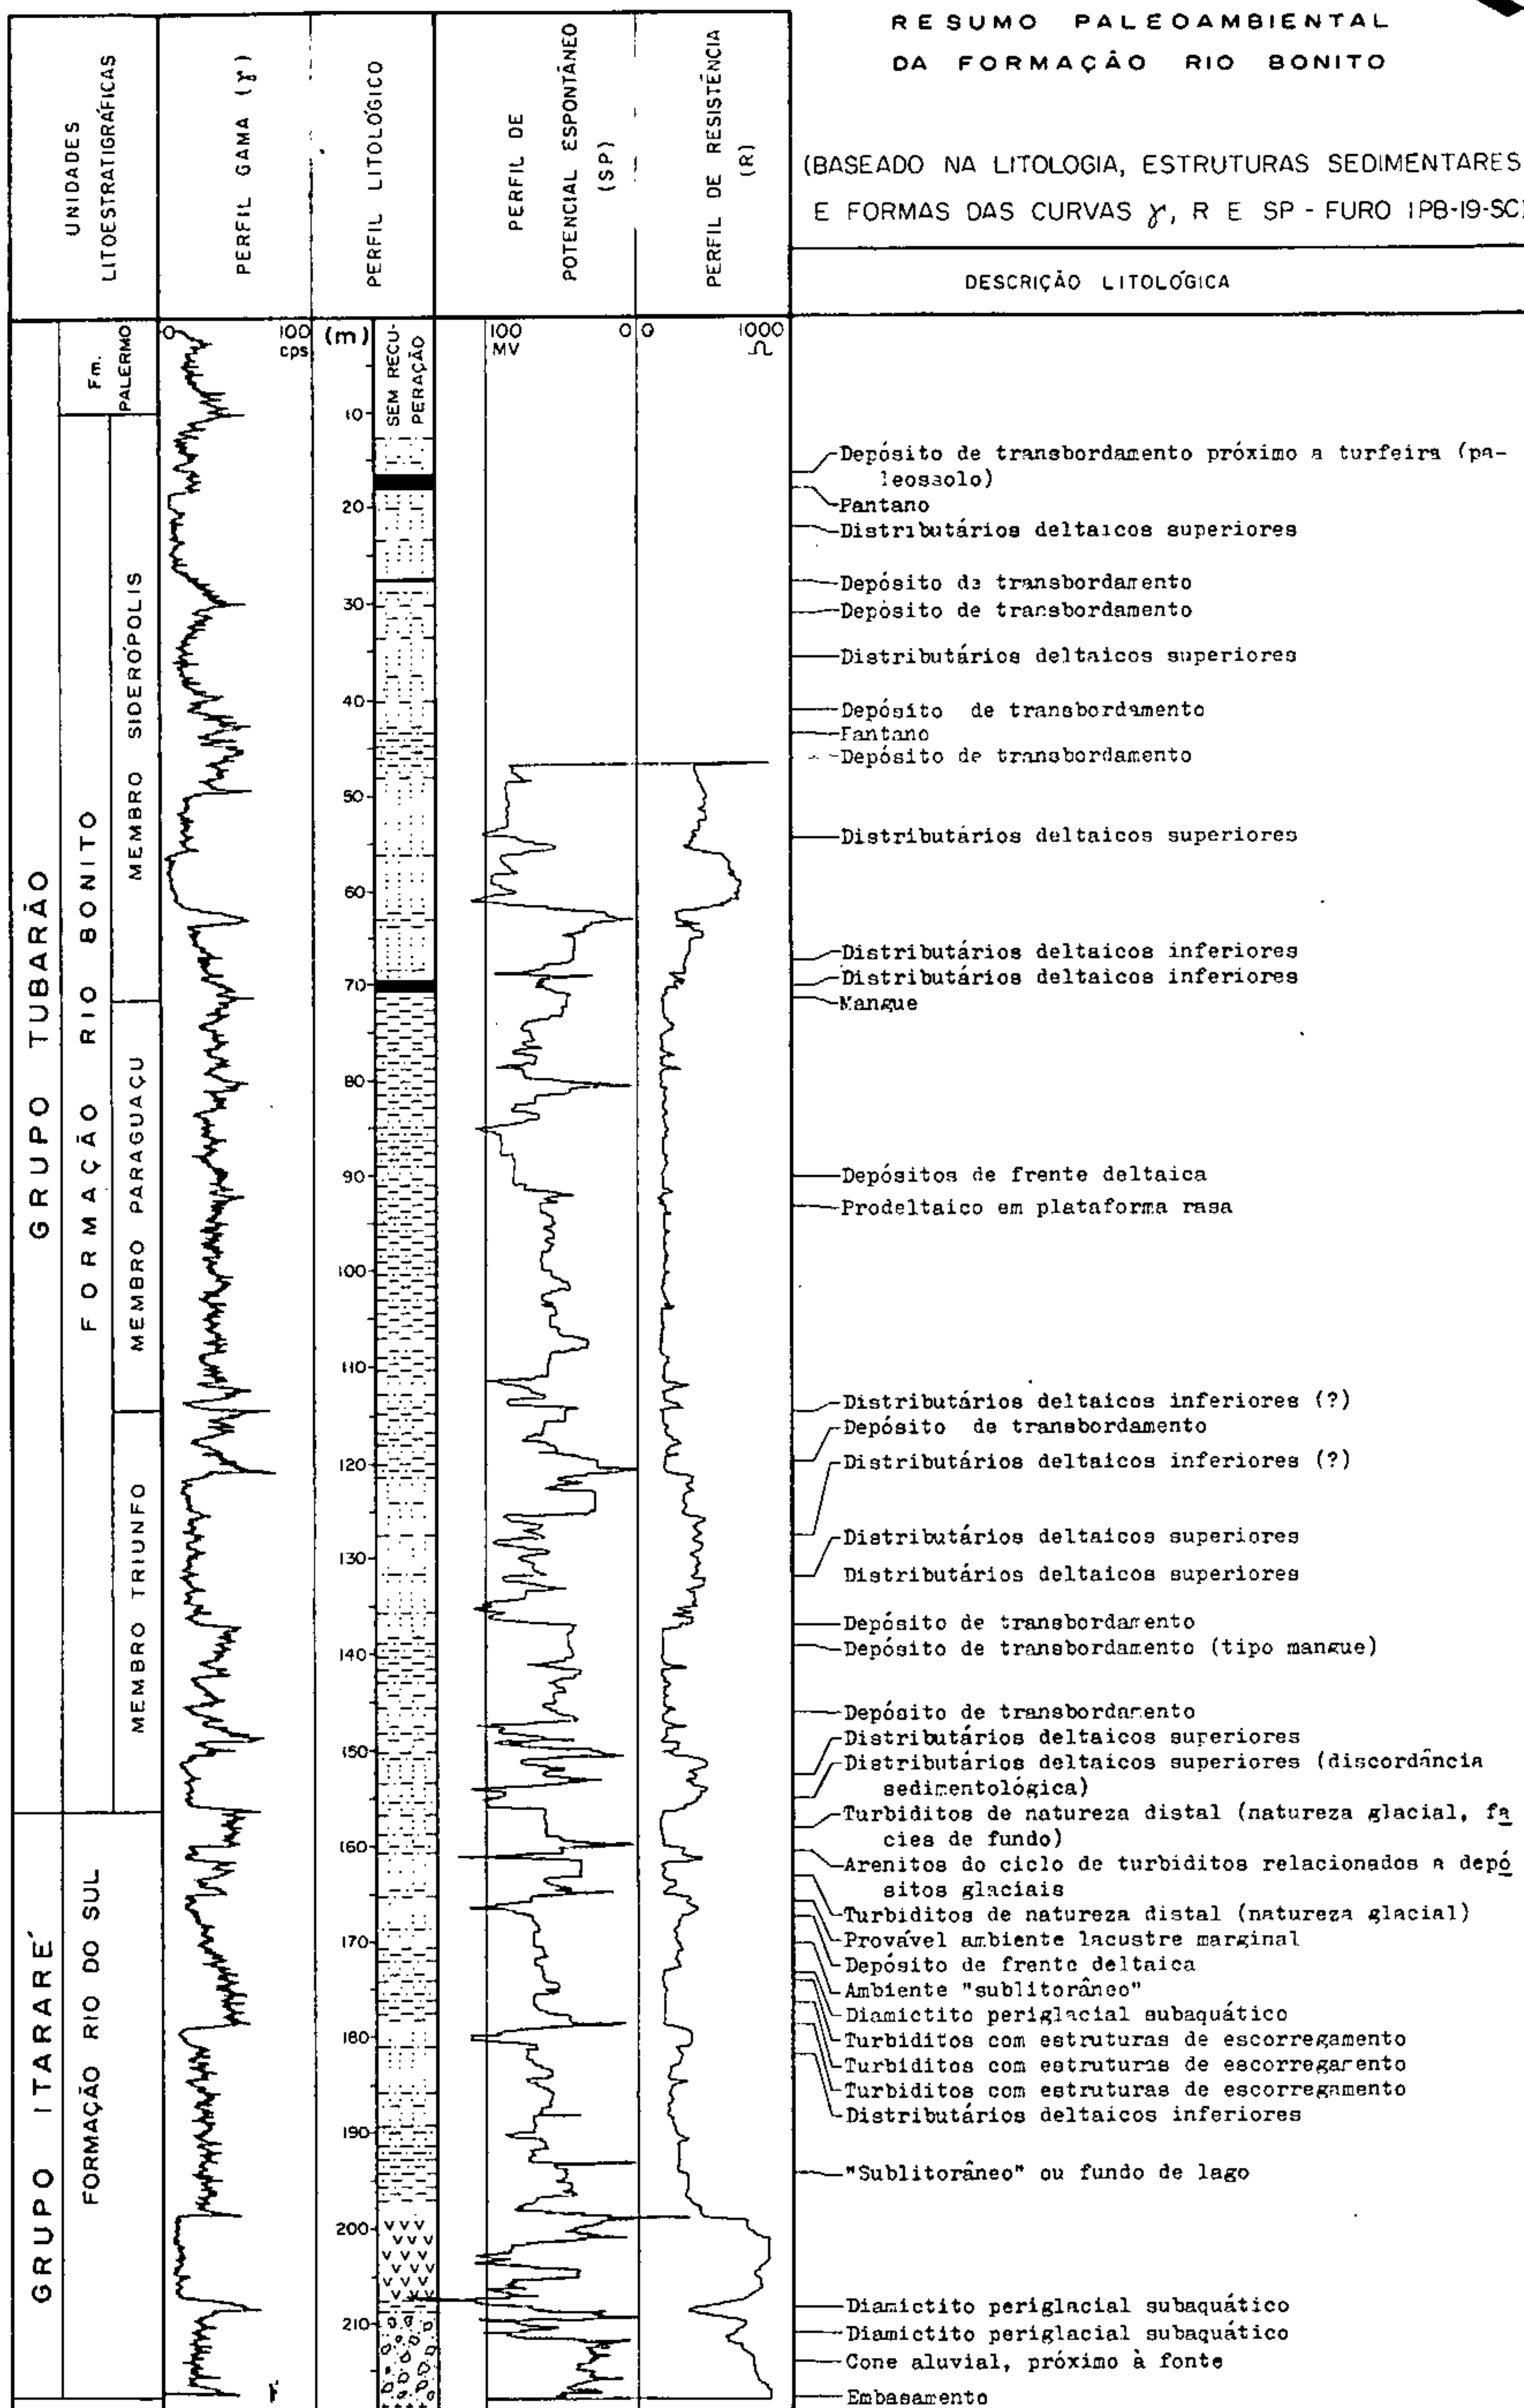 RESUMO PALEOAMBIENTAL
DA FORMAÇÃO RIO BONITO
(BASEADO NA LITOLOGIA, ESTRUTURAS SEDIMENTARES
E FORMAS DAS CURVAS γ, R E SP - FURO 1PB-19-SC)
UNIDADES
LITOESTRATIGRÁFICAS
PERFIL GAMA (γ)
PERFIL LITOLÓGICO
PERFIL DE
POTENCIAL ESPONTÂNEO
(SP)
PERFIL DE RESISTÊNCIA
(R)
DESCRIÇÃO LITOLÓGICA
0 100
cps
(m)
100 0
MV
0 1000
Ω
SEM RECU-
PERAÇÃO
GRUPO TUBARÃO
Fm.
PALERMO
FORMAÇÃO RIO BONITO
MEMBRO SIDERÓPOLIS
MEMBRO PARAGUAÇU
MEMBRO TRIUNFO
GRUPO ITARARÉ
FORMAÇÃO RIO DO SUL
10
20
30
40
50
60
70
80
90
100
110
120
130
140
150
160
170
180
190
200
210
Depósito de transbordamento próximo a turfeira (pa-
leossolo)
Pantano
Distributários deltaicos superiores
Depósito de transbordamento
Depósito de transbordamento
Distributários deltaicos superiores
Depósito de transbordamento
Pantano
Depósito de transbordamento
Distributários deltaicos superiores
Distributários deltaicos inferiores
Distributários deltaicos inferiores
Mangue
Depósitos de frente deltaica
Prodeltaico em plataforma rasa
Distributários deltaicos inferiores (?)
Depósito de transbordamento
Distributários deltaicos inferiores (?)
Distributários deltaicos superiores
Distributários deltaicos superiores
Depósito de transbordamento
Depósito de transbordamento (tipo mangue)
Depósito de transbordamento
Distributários deltaicos superiores
Distributários deltaicos superiores (discordância
sedimentológica)
Turbiditos de natureza distal (natureza glacial, fa
cies de fundo)
Arenitos do ciclo de turbiditos relacionados a depó
sitos glaciais
Turbiditos de natureza distal (natureza glacial)
Provável ambiente lacustre marginal
Depósito de frente deltaica
Ambiente "sublitorâneo"
Diamictito periglacial subaquático
Turbiditos com estruturas de escorregamento
Turbiditos com estruturas de escorregamento
Turbiditos com estruturas de escorregamento
Distributários deltaicos inferiores
"Sublitorâneo" ou fundo de lago
Diamictito periglacial subaquático
Diamictito periglacial subaquático
Cone aluvial, próximo à fonte
Embasamento